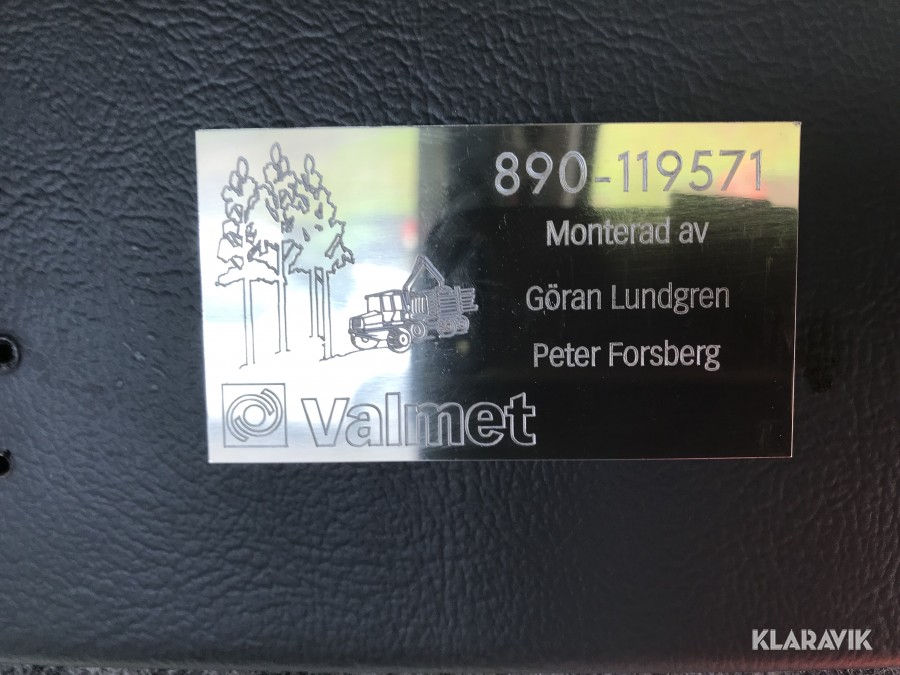 890-119571
Monterad av
Göran Lundgren
Peter Forsberg
Valmet
KLARAVIK